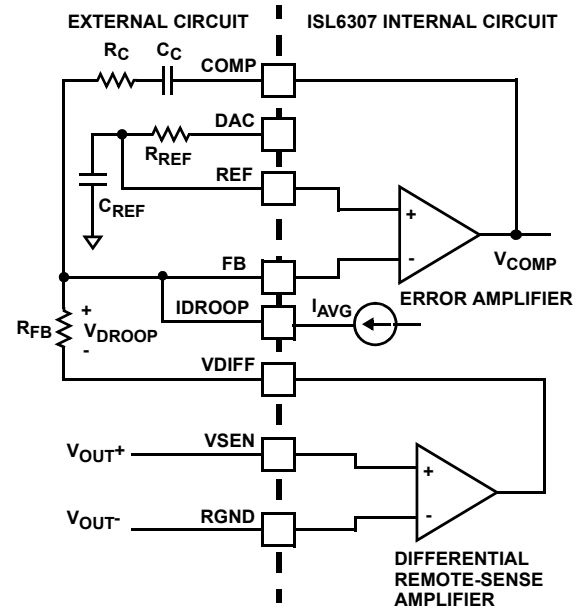 EXTERNAL CIRCUIT
ISL6307 INTERNAL CIRCUIT
RC
CC
COMP
DAC
RREF
REF
CREF
+
-
VCOMP
FB
ERROR AMPLIFIER
IDROOP
IAVG
RFB
+
VDROOP
-
VDIFF
VOUT+
VSEN
+
VOUT-
RGND
-
DIFFERENTIAL
REMOTE-SENSE
AMPLIFIER